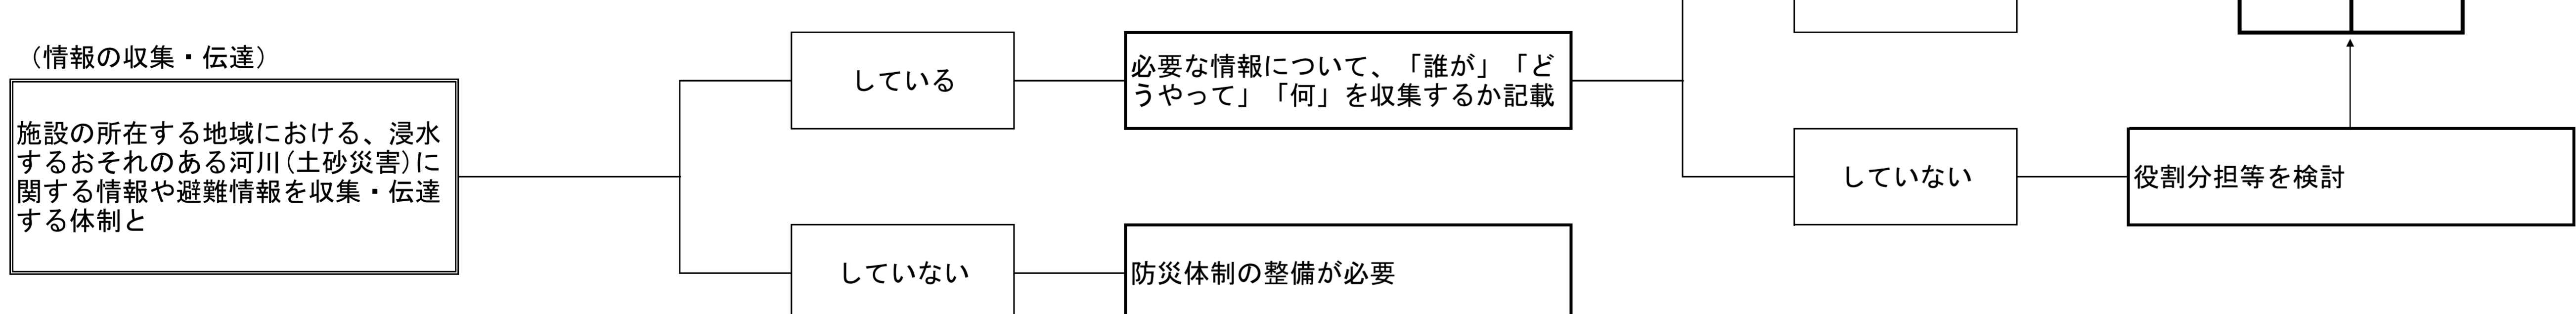 （情報の収集・伝達）
施設の所在する地域における、浸水
するおそれのある河川(土砂災害)に
関する情報や避難情報を収集・伝達
する体制と
している
必要な情報について、「誰が」「ど
うやって」「何」を収集するか記載
していない
役割分担等を検討
していない
防災体制の整備が必要